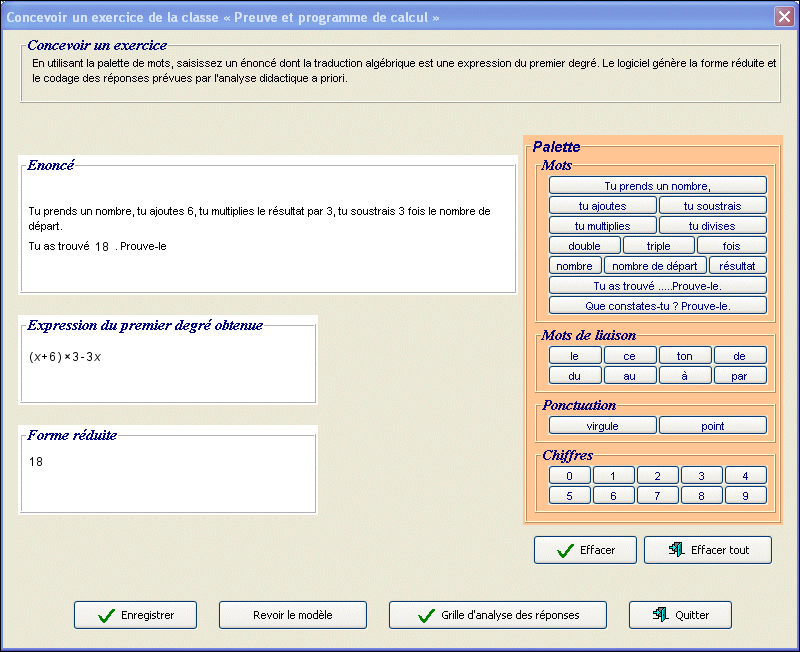 Concevoir un exercice de la classe « Preuve et programme de calcul »
Concevoir un exercice
En utilisant la palette de mots, saisissez un énoncé dont la traduction algébrique est une expression du premier degré. Le logiciel génère la forme réduite et
le codage des réponses prévues par l'analyse didactique a priori.
Enoncé
Tu prends un nombre, tu ajoutes 6, tu multiplies le résultat par 3, tu soustrais 3 fois le nombre de
départ.
Tu as trouvé 18 . Prouve-le
Expression du premier degré obtenue
(x+6)×3-3x
Forme réduite
18
Palette
Mots
Tu prends un nombre,
tu ajoutes tu soustrais
tu multiplies tu divises
double triple fois
nombre nombre de départ résultat
Tu as trouvé .....Prouve-le.
Que constates-tu ? Prouve-le.
Mots de liaison
le ce ton de
du au à par
Ponctuation
virgule point
Chiffres
0 1 2 3 4
5 6 7 8 9
Effacer Effacer tout
Enregistrer Revoir le modèle Grille d'analyse des réponses Quitter